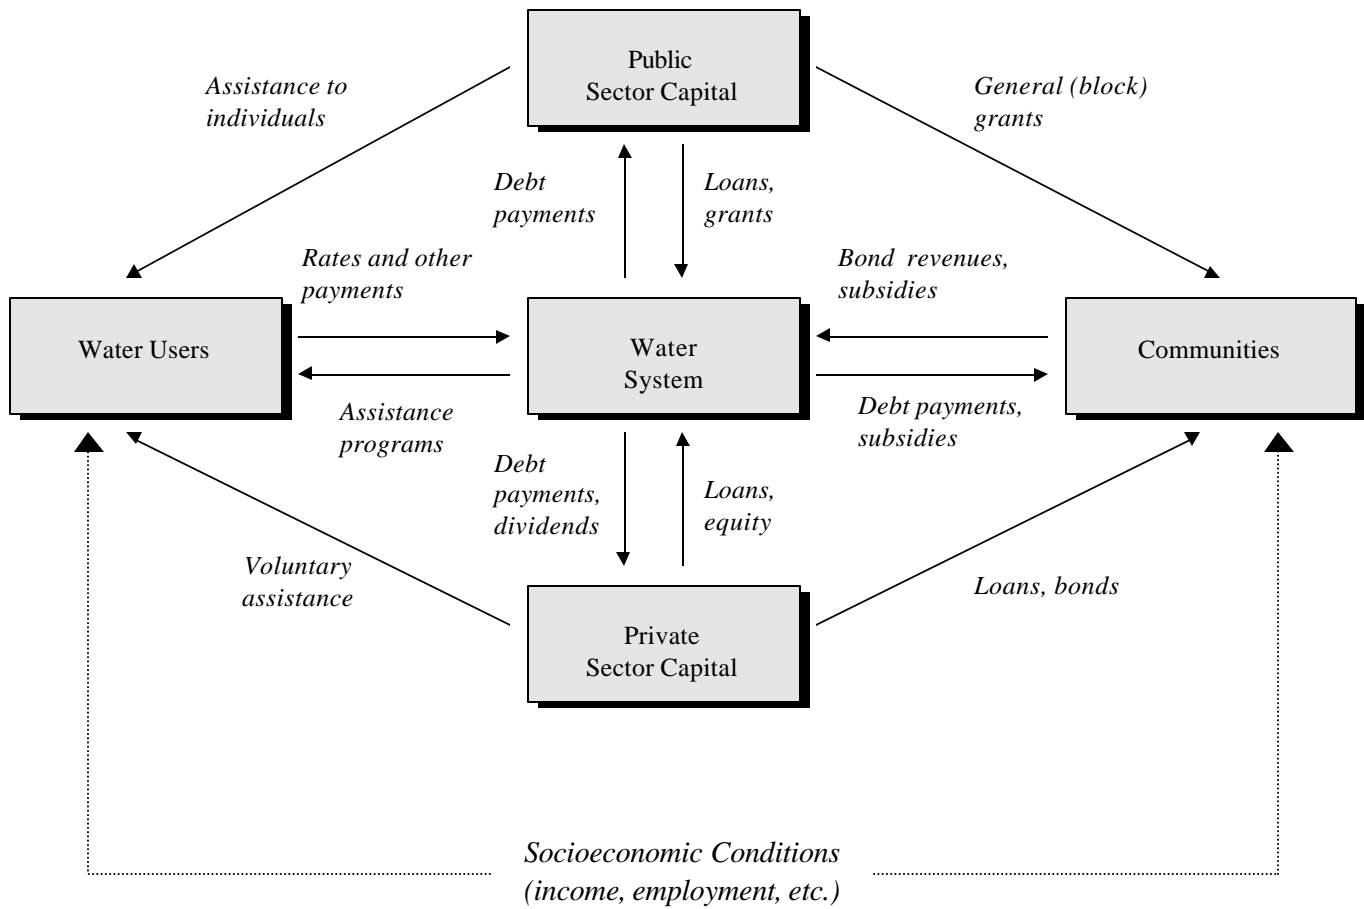 Public
Sector Capital
Assistance to
individuals
General (block)
grants
Debt
payments
Loans,
grants
Rates and other
payments
Bond revenues,
subsidies
Water Users
Water
System
Communities
Assistance
programs
Debt payments,
subsidies
Debt
payments,
dividends
Loans,
equity
Voluntary
assistance
Loans, bonds
Private
Sector Capital
Socioeconomic Conditions
(income, employment, etc.)